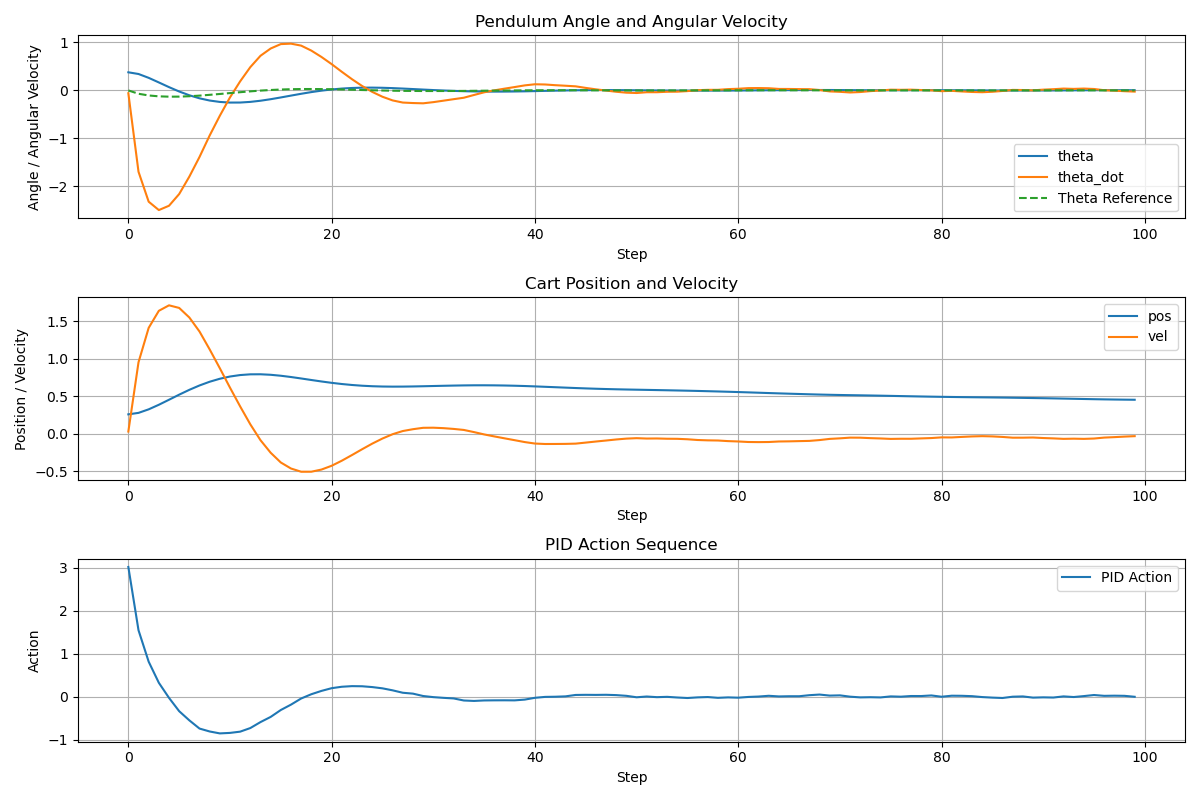 Pendulum Angle and Angular Velocity
Angle / Angular Velocity
1
0
−1
−2
theta
theta_dot
Theta Reference
0 20 40 60 80 100
Step
Cart Position and Velocity
Position / Velocity
1.5
1.0
0.5
0.0
−0.5
pos
vel
0 20 40 60 80 100
Step
PID Action Sequence
Action
3
2
1
0
−1
PID Action
0 20 40 60 80 100
Step